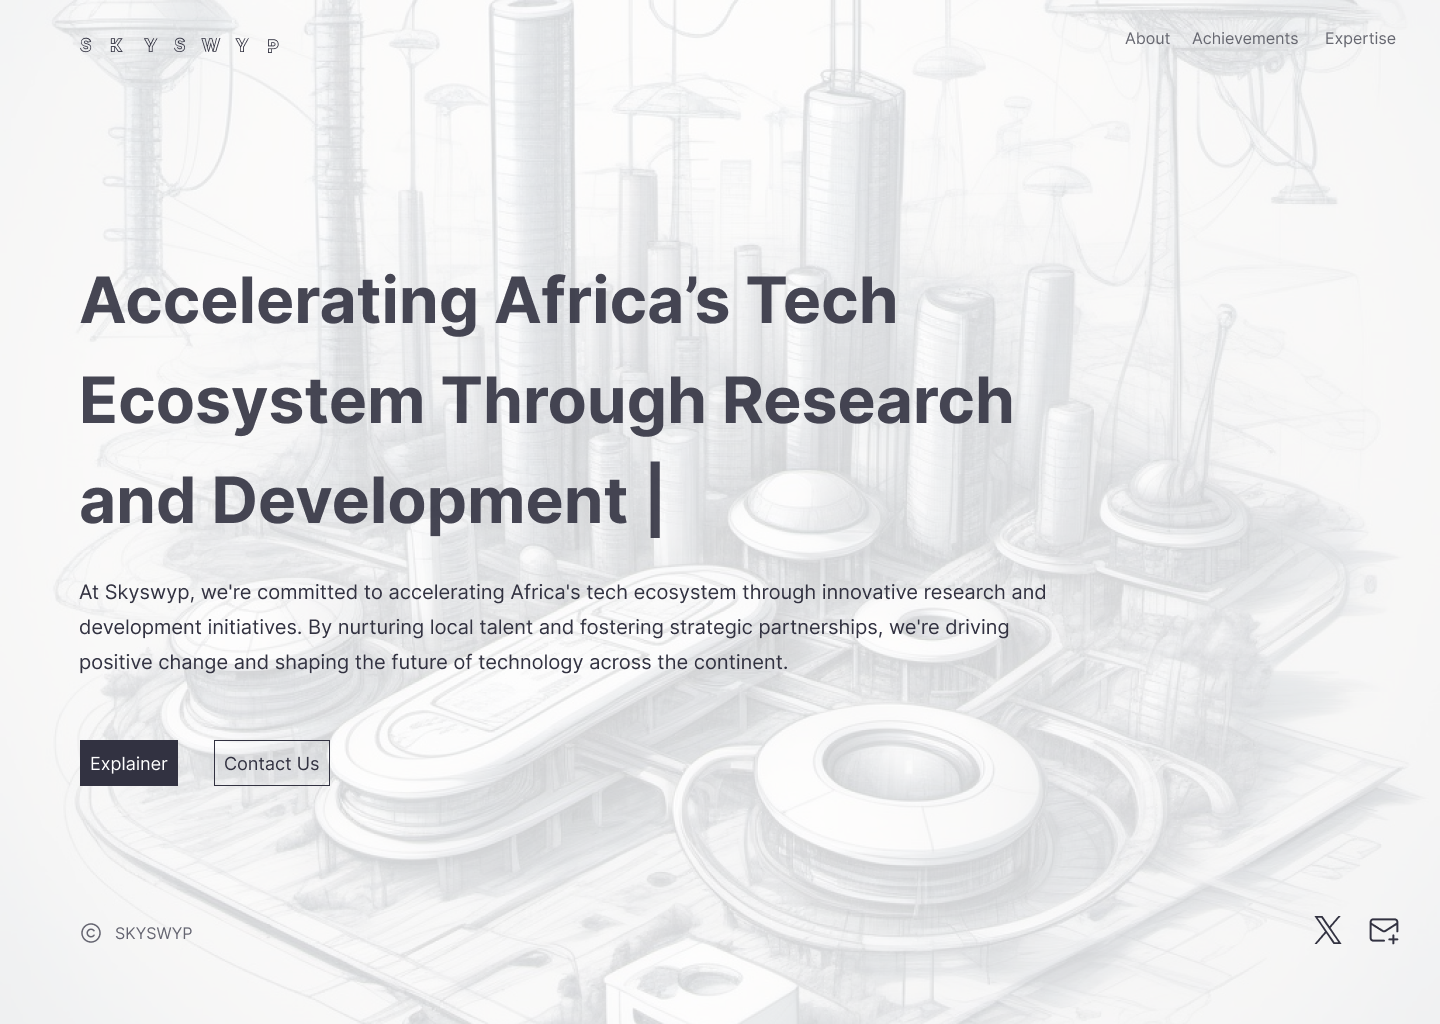 SKYSWYP
About Achievements Expertise
Accelerating Africa’s Tech
Ecosystem Through Research
and Development |
At Skyswyp, we're committed to accelerating Africa's tech ecosystem through innovative research and
development initiatives. By nurturing local talent and fostering strategic partnerships, we're driving
positive change and shaping the future of technology across the continent.
Explainer Contact Us
© SKYSWYP